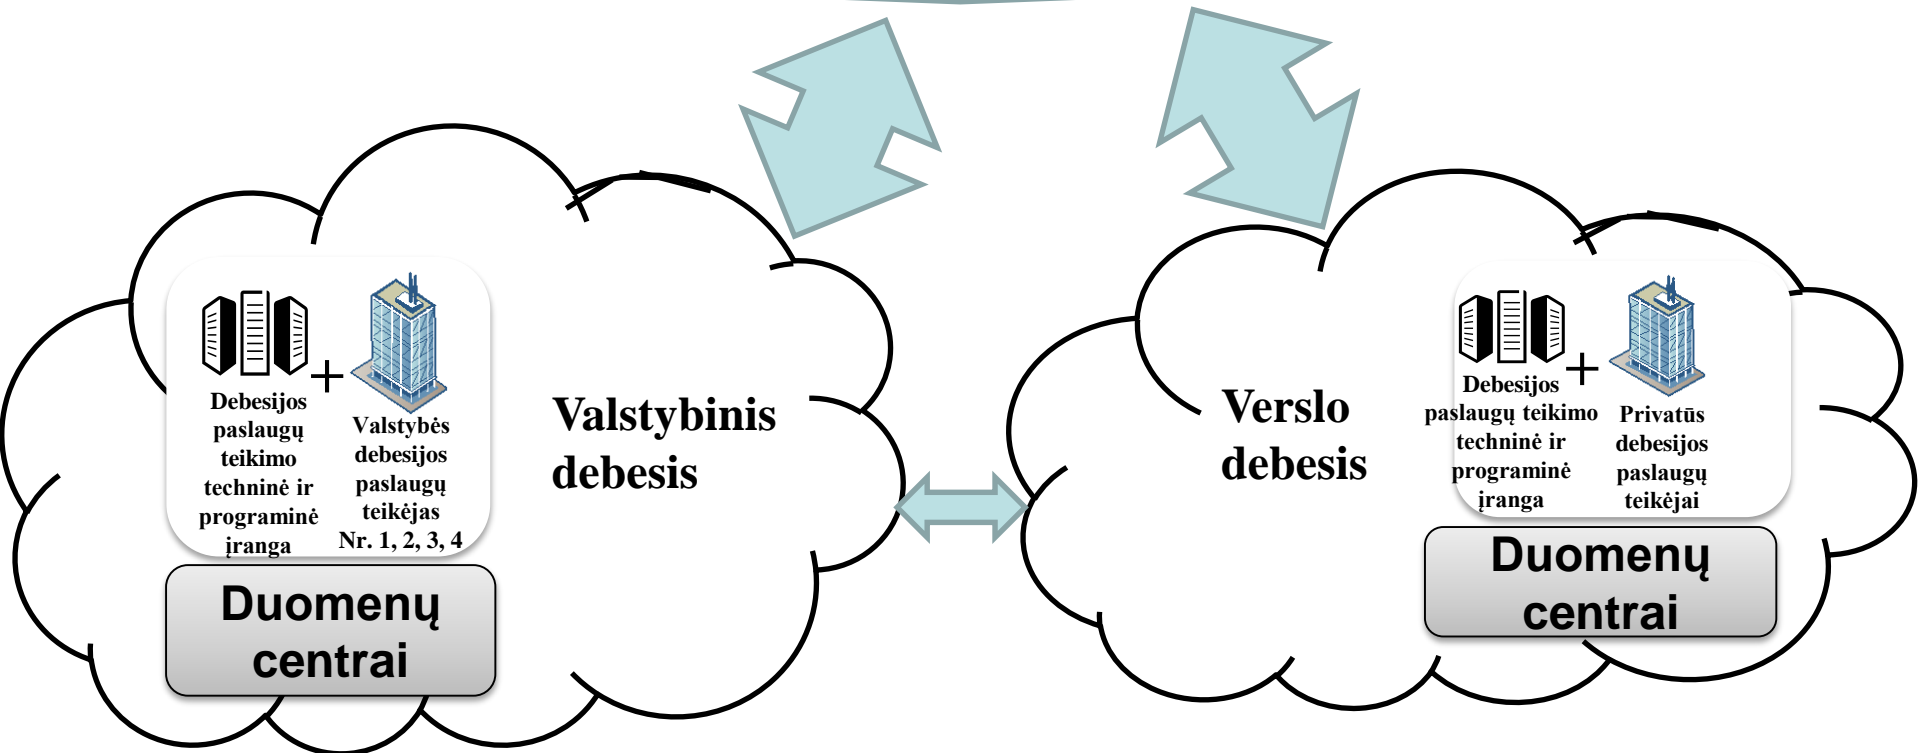 Debesijos
paslaugų
teikimo
techninė ir
programinė
įranga
Valstybės
debesijos
paslaugų
teikėjas
Nr. 1, 2, 3, 4
Duomenų
centrai
Valstybinis
debesis
Verslo
debesis
Debesijos
paslaugų teikimo
techninė ir
programinė
įranga
Privatūs
debesijos
paslaugų
teikėjai
Duomenų
centrai